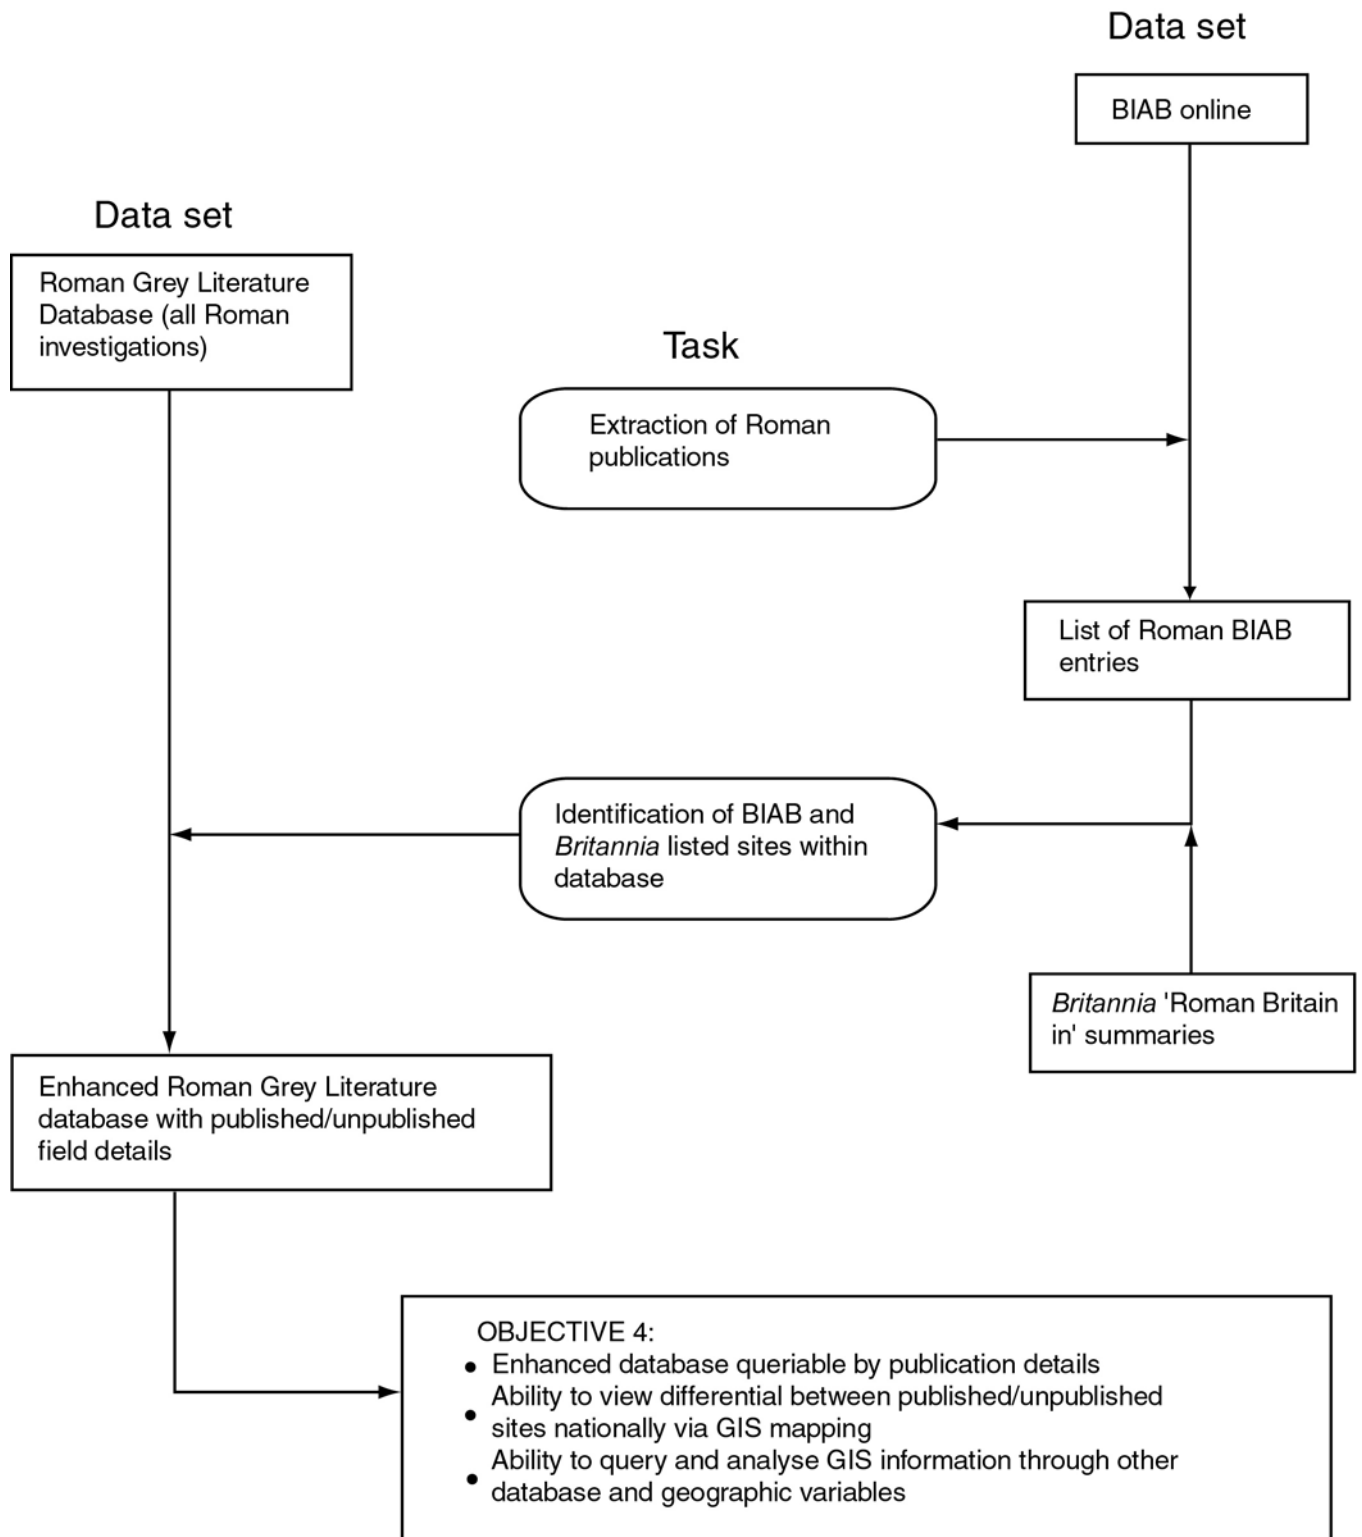 Data set
BIAB online
Data set
Roman Grey Literature
Database (all Roman
investigations)
Task
Extraction of Roman
publications
List of Roman BIAB
entries
Identification of BIAB and
Britannia listed sites within
database
Britannia 'Roman Britain
in' summaries
Enhanced Roman Grey Literature
database with published/unpublished
field details
OBJECTIVE 4:
• Enhanced database queriable by publication details
• Ability to view differential between published/unpublished
sites nationally via GIS mapping
• Ability to query and analyse GIS information through other
database and geographic variables